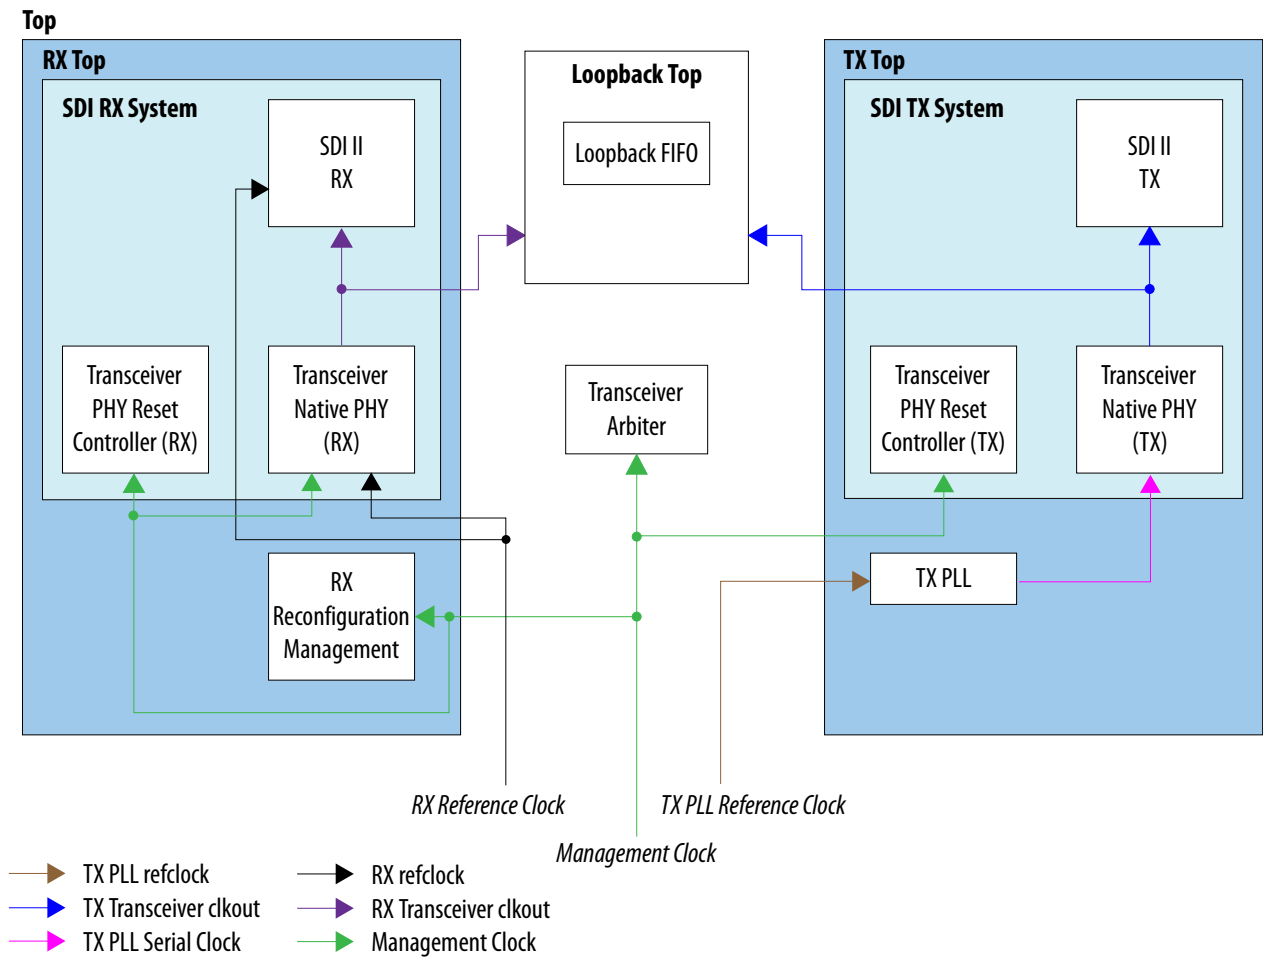 Top
RX Top
SDI RX System
SDI II
RX
Transceiver
PHY Reset
Controller (RX)
Transceiver
Native PHY
(RX)
RX
Reconfiguration
Management
Loopback Top
Loopback FIFO
Transceiver
Arbiter
TX Top
SDI TX System
SDI II
TX
Transceiver
PHY Reset
Controller (TX)
Transceiver
Native PHY
(TX)
TX PLL
RX Reference Clock
TX PLL Reference Clock
Management Clock
TX PLL refclock
TX Transceiver clkout
TX PLL Serial Clock
RX refclock
RX Transceiver clkout
Management Clock